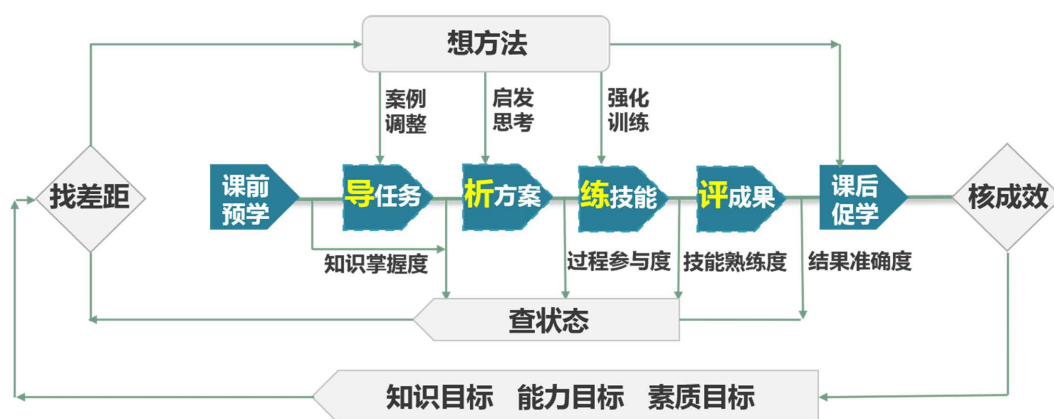 想方法
案例
调整
启发
思考
强化
训练
找差距
课前
预学
导任务
析方案
练技能
评成果
课后
促学
核成效
知识掌握度
过程参与度
技能熟练度
结果准确度
查状态
知识目标 能力目标 素质目标